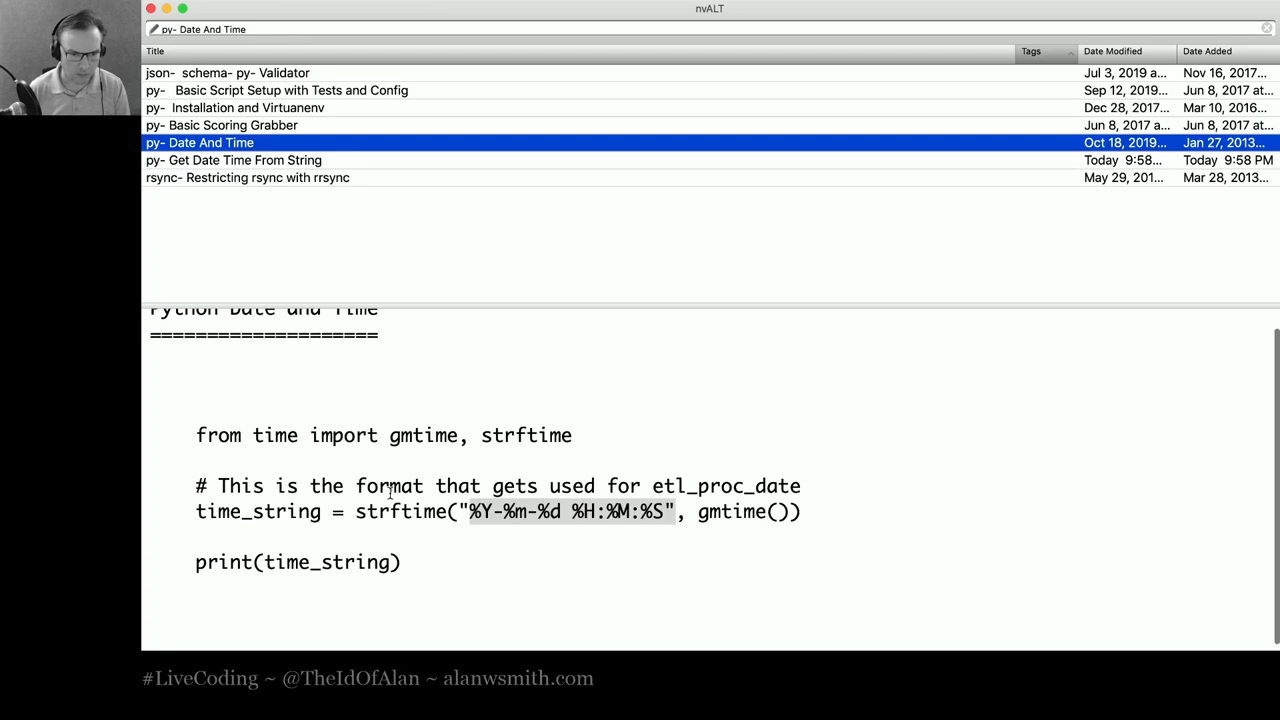 nvALT
py- Date And Time
Title Tags Date Modified Date Added
json- schema- py- Validator Jul 3, 2019 a... Nov 16, 2017...
py- Basic Script Setup with Tests and Config Sep 12, 2019... Jun 8, 2017 at...
py- Installation and Virtuanenv Dec 28, 2017... Mar 10, 2016...
py- Basic Scoring Grabber Jun 8, 2017 a... Jun 8, 2017 at...
py- Date And Time Oct 18, 2019... Jan 27, 2013...
py- Get Date Time From String Today 9:58... Today 9:58 PM
rsync- Restricting rsync with rrsync May 29, 201... Mar 28, 2013...
Python Date and Time
====================
from time import gmtime, strftime
# This is the format that gets used for etl_proc_date
time_string = strftime("%Y-%m-%d %H:%M:%S", gmtime())
print(time_string)
#LiveCoding ~ @TheIdOfAlan ~ alanwsmith.com